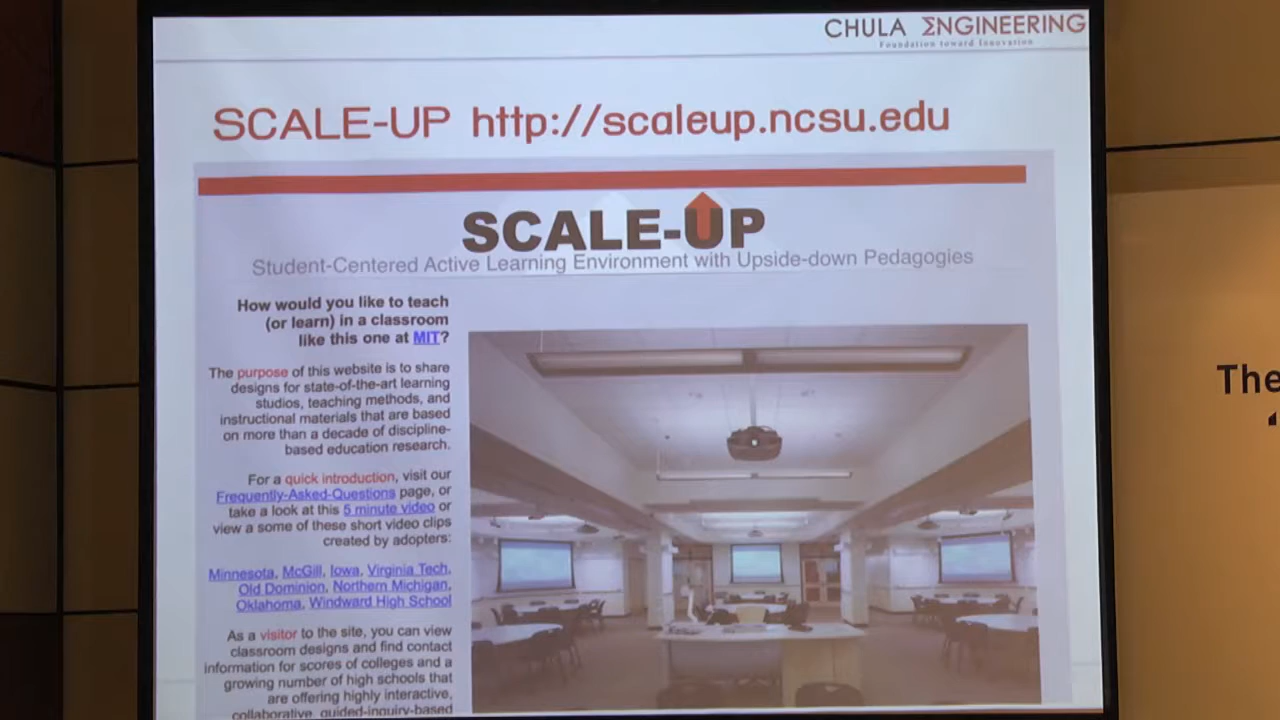 CHULA ΣNGINEERING
Foundation toward Innovation
SCALE-UP http://scaleup.ncsu.edu
SCALE-UP
Student-Centered Active Learning Environment with Upside-down Pedagogies
How would you like to teach
(or learn) in a classroom
like this one at MIT?
The purpose of this website is to share
designs for state-of-the-art learning
studios, teaching methods, and
instructional materials that are based
on more than a decade of discipline-
based education research.
For a quick introduction, visit our
Frequently-Asked-Questions page, or
take a look at this 5 minute video or
view a some of these short video clips
created by adopters:
Minnesota, McGill, Iowa, Virginia Tech,
Old Dominion, Northern Michigan,
Oklahoma, Windward High School
As a visitor to the site, you can view
classroom designs and find contact
information for scores of colleges and a
growing number of high schools that
are offering highly interactive,
collaborative, guided-inquiry-based
The